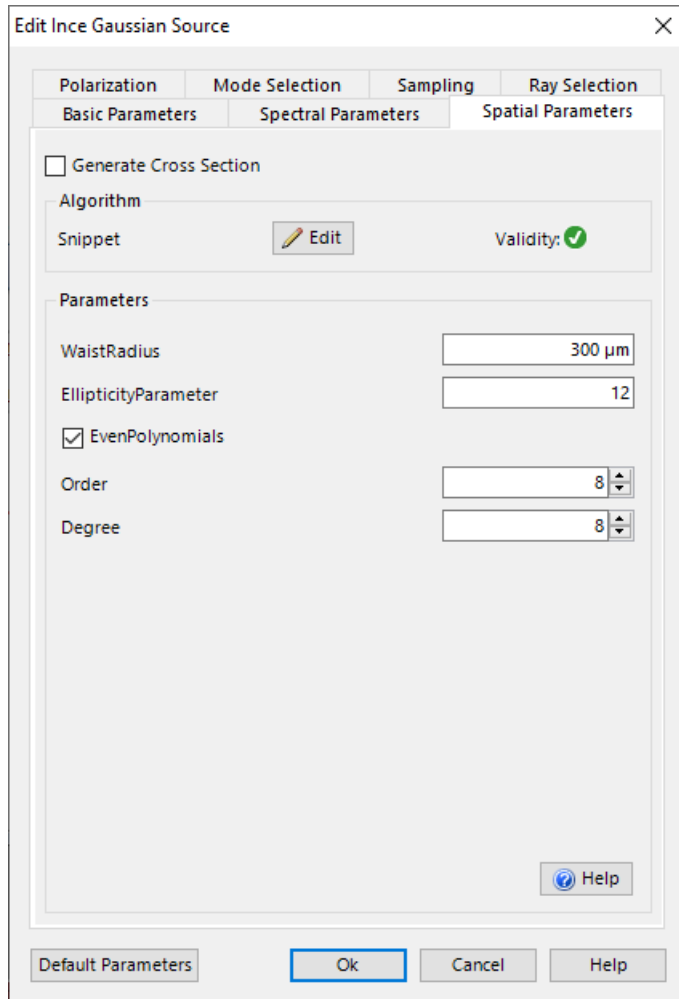 Edit Ince Gaussian Source
Polarization Mode Selection Sampling Ray Selection
Basic Parameters Spectral Parameters Spatial Parameters
Generate Cross Section
Algorithm
Snippet Edit Validity:
Parameters
WaistRadius 300 µm
EllipticityParameter 12
EvenPolynomials
Order 8
Degree 8
Help
Default Parameters Ok Cancel Help